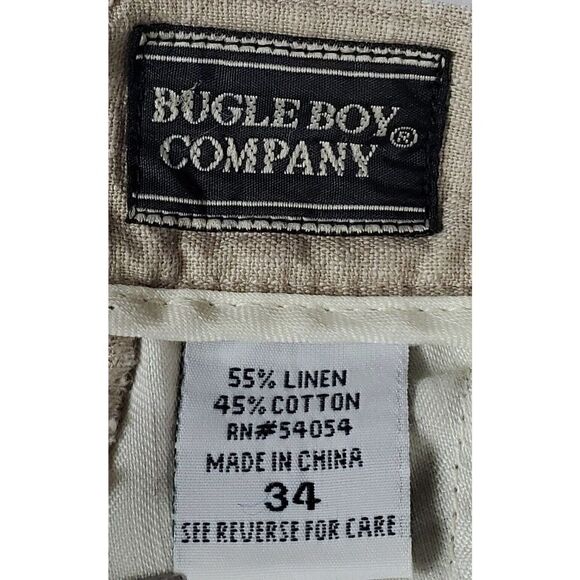 BUGLE BOY®
COMPANY
55% LINEN
45% COTTON
RN#54054
MADE IN CHINA
34
SEE REVERSE FOR CARE